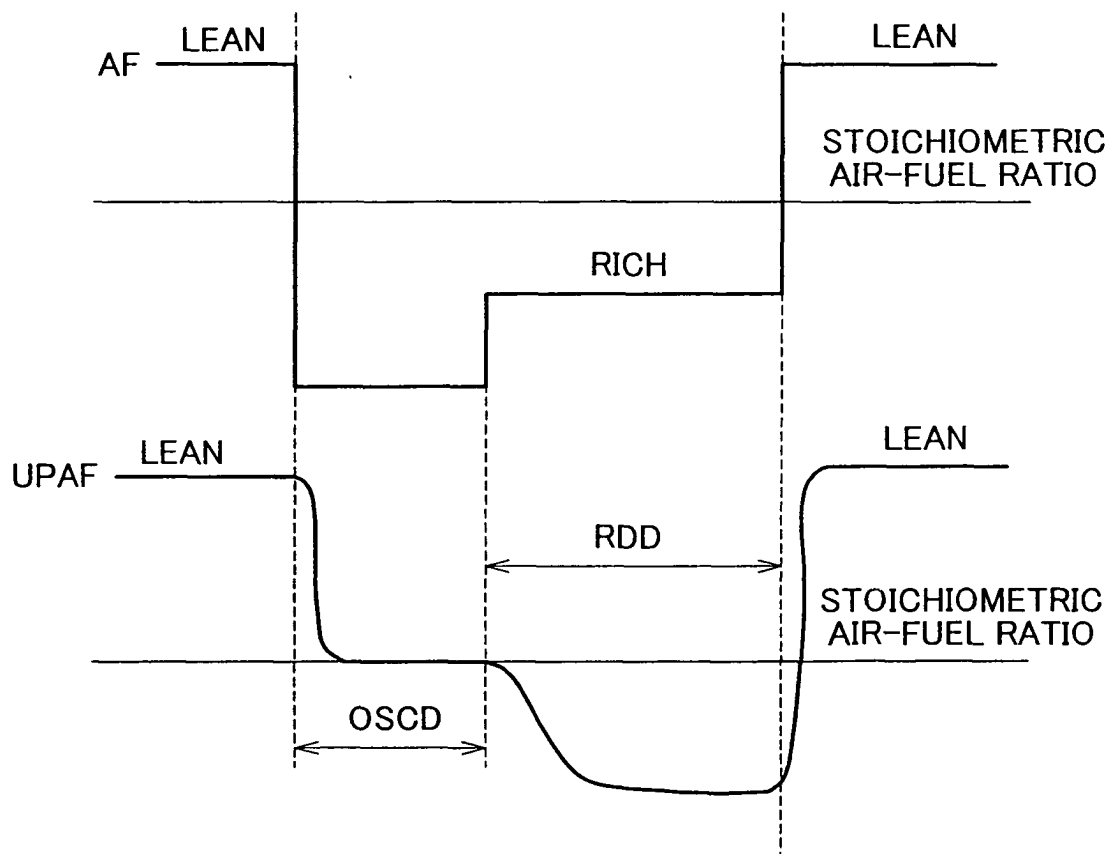 LEAN
AF
LEAN
STOICHIOMETRIC
AIR-FUEL RATIO
RICH
LEAN
UPAF
LEAN
RDD
STOICHIOMETRIC
AIR-FUEL RATIO
OSCD